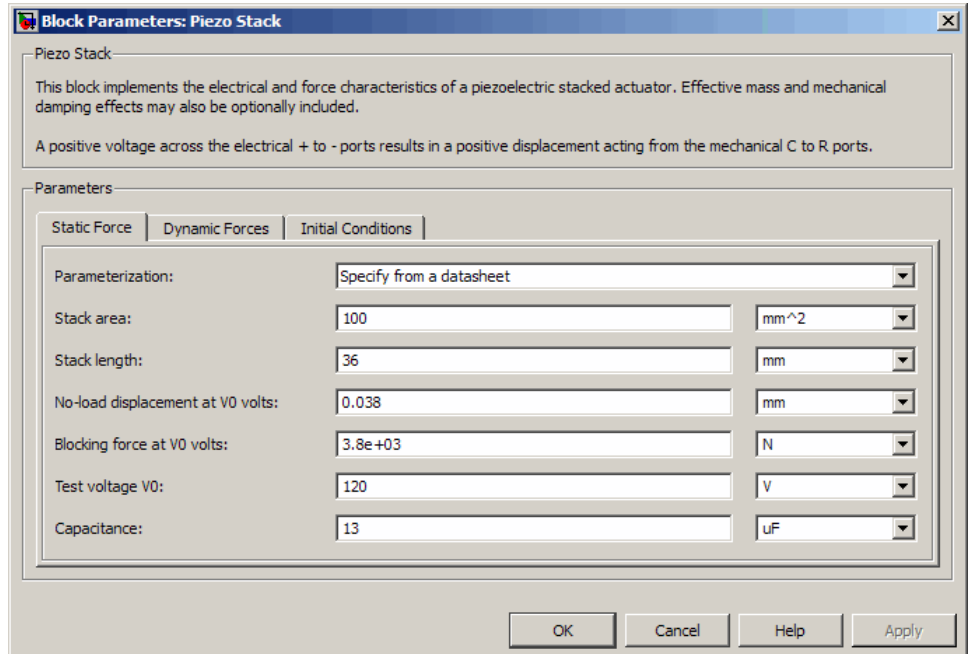 Block Parameters: Piezo Stack
Piezo Stack
This block implements the electrical and force characteristics of a piezoelectric stacked actuator. Effective mass and mechanical
damping effects may also be optionally included.
A positive voltage across the electrical + to - ports results in a positive displacement acting from the mechanical C to R ports.
Parameters
Static Force Dynamic Forces Initial Conditions
Parameterization: Specify from a datasheet
Stack area: 100 mm^2
Stack length: 36 mm
No-load displacement at V0 volts: 0.038 mm
Blocking force at V0 volts: 3.8e+03 N
Test voltage V0: 120 V
Capacitance: 13 uF
OK Cancel Help Apply